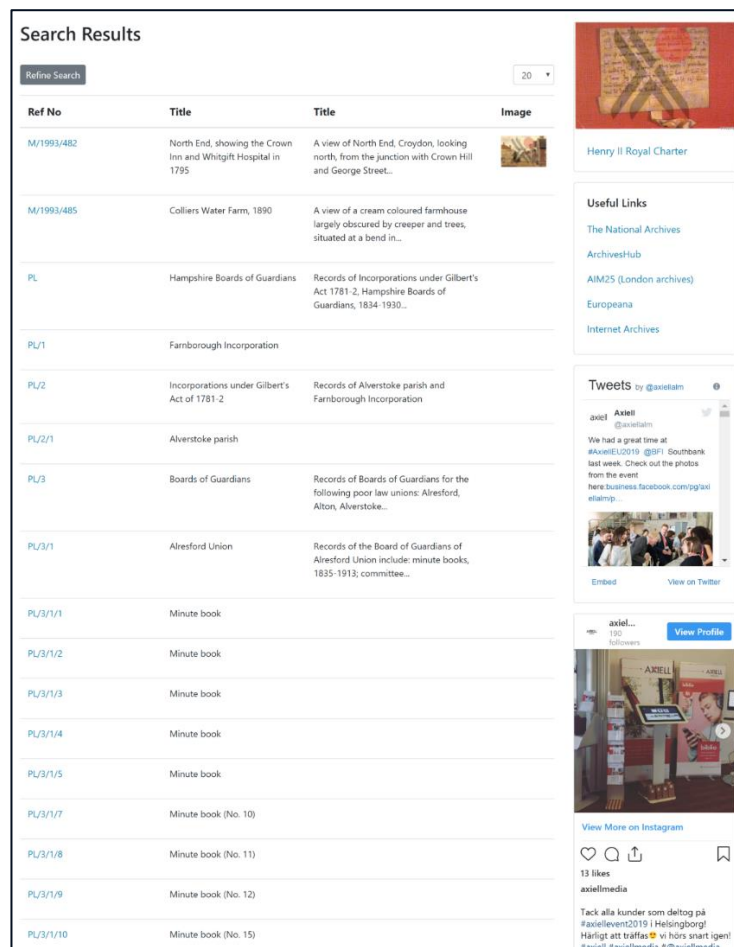 Search Results
Refine Search
20
Ref No Title Title Image
M/1993/482 North End, showing the Crown Inn and Whitgift Hospital in 1795 A view of North End, Croydon, looking north, from the junction with Crown Hill and George Street...
M/1993/485 Colliers Water Farm, 1890 A view of a cream coloured farmhouse largely obscured by creeper and trees, situated at a bend in...
PL Hampshire Boards of Guardians Records of Incorporations under Gilbert's Act 1781-2, Hampshire Boards of Guardians, 1834-1930...
PL/1 Farnborough Incorporation
PL/2 Incorporations under Gilbert's Act of 1781-2 Records of Alverstoke parish and Farnborough Incorporation
PL/2/1 Alverstoke parish
PL/3 Boards of Guardians Records of Boards of Guardians for the following poor law unions: Alresford, Alton, Alverstoke...
PL/3/1 Alresford Union Records of the Board of Guardians of Alresford Union include: minute books, 1835-1913; committee...
PL/3/1/1 Minute book
PL/3/1/2 Minute book
PL/3/1/3 Minute book
PL/3/1/4 Minute book
PL/3/1/5 Minute book
PL/3/1/7 Minute book (No. 10)
PL/3/1/8 Minute book (No. 11)
PL/3/1/9 Minute book (No. 12)
PL/3/1/10 Minute book (No. 15)
Henry II Royal Charter
Useful Links
The National Archives
ArchivesHub
AIM25 (London archives)
Europeana
Internet Archives
Tweets by @axiellalm
axiell Axiell
@axiellalm
We had a great time at
#AxiellEU2019 @BFI Southbank
last week. Check out the photos
from the event
here:business.facebook.com/pg/axi
ellalm/p...
Embed View on Twitter
axiell...
190
followers
View Profile
AXIELL
AXIELL
View More on Instagram
13 likes
axiellmedia
Tack alla kunder som deltog på
#axiellevent2019 i Helsingborg!
Härligt att träffas😍 vi hörs snart igen!
#axiell #axiellmedia #@axiellmedia